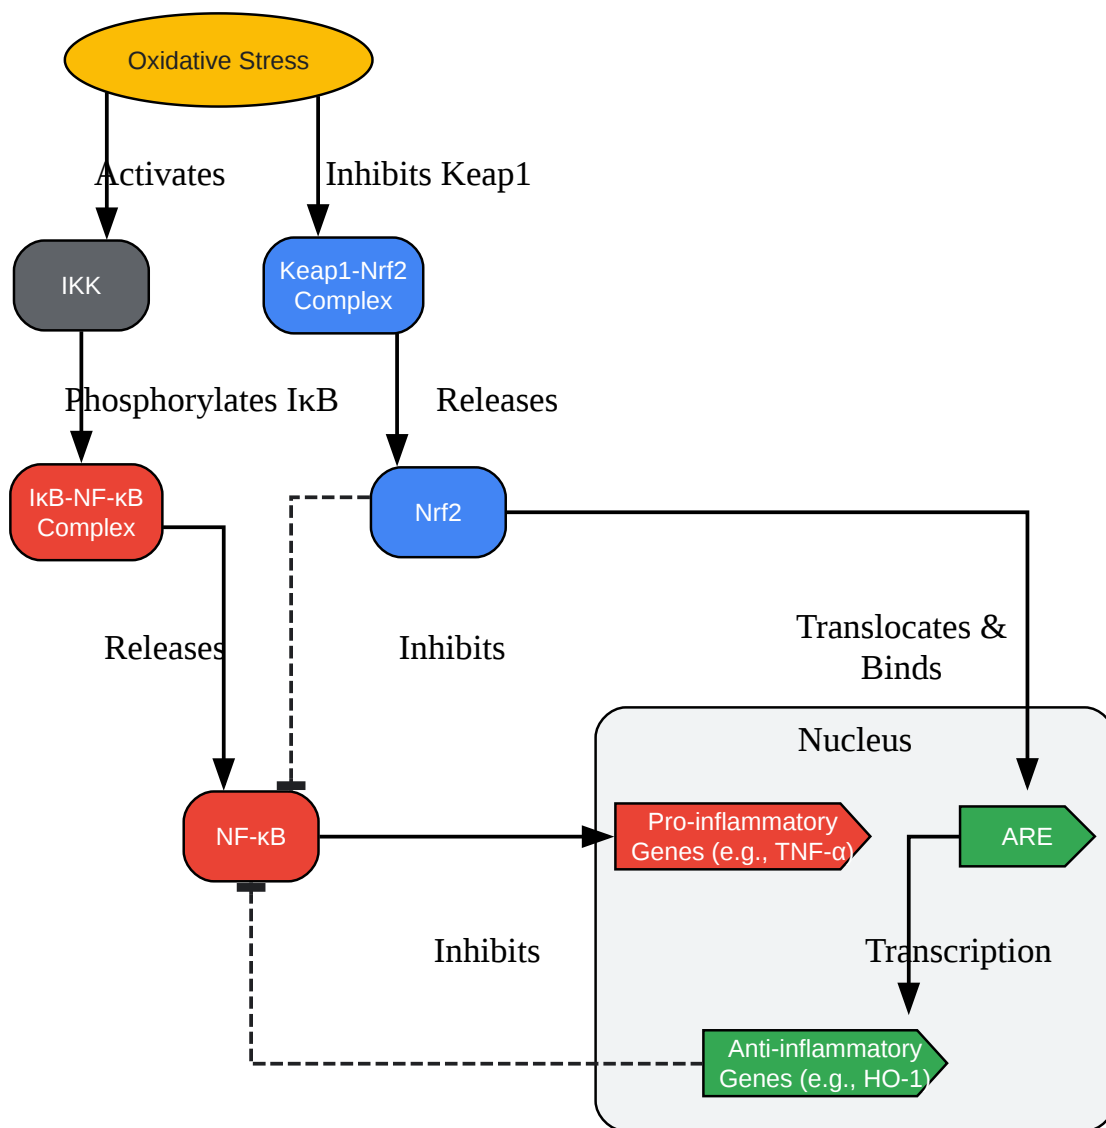 Oxidative Stress
Activates
Inhibits Keap1
IKK
Keap1-Nrf2
Complex
Phosphorylates IκB
Releases
IκB-NF-κB
Complex
Nrf2
Releases
Inhibits
Translocates &
Binds
Nucleus
NF-κB
Pro-inflammatory
Genes (e.g., TNF-α)
ARE
Inhibits
Transcription
Anti-inflammatory
Genes (e.g., HO-1)